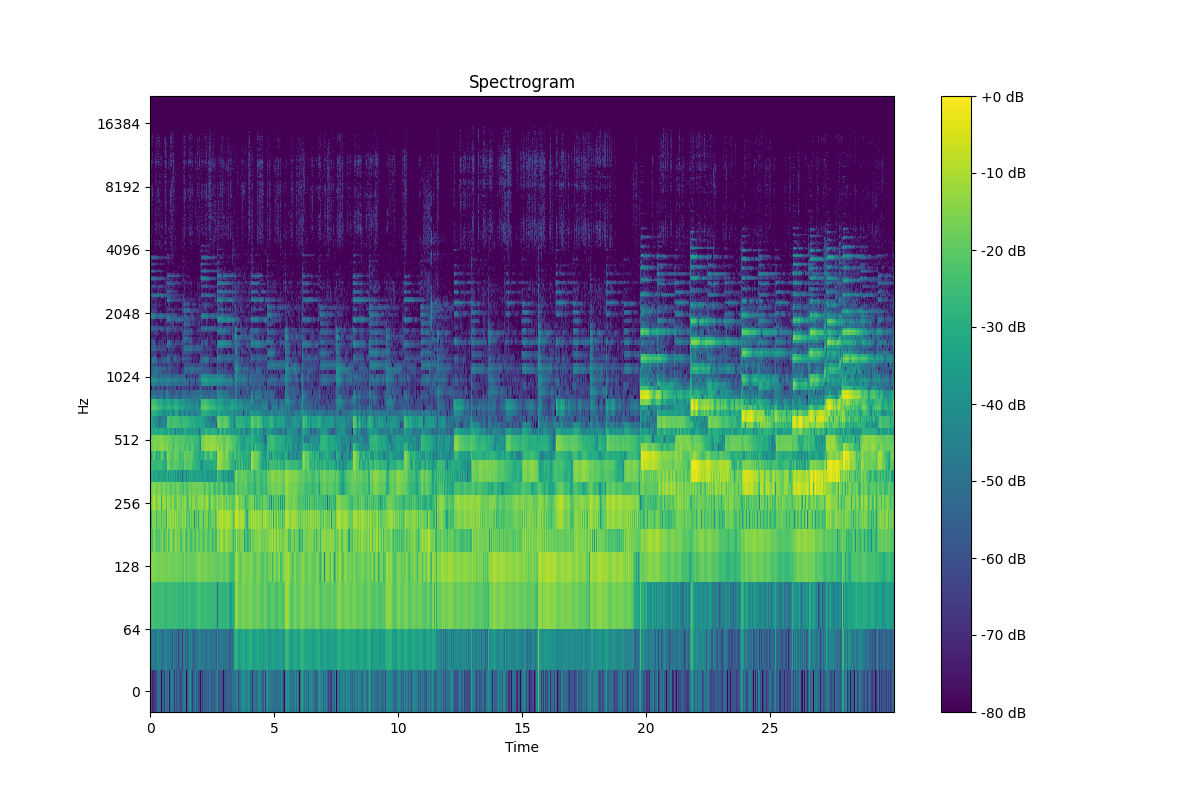 Spectrogram
16384
8192
4096
2048
1024
512
256
128
64
0
Hz
0 5 10 15 20 25
Time
+0 dB
-10 dB
-20 dB
-30 dB
-40 dB
-50 dB
-60 dB
-70 dB
-80 dB